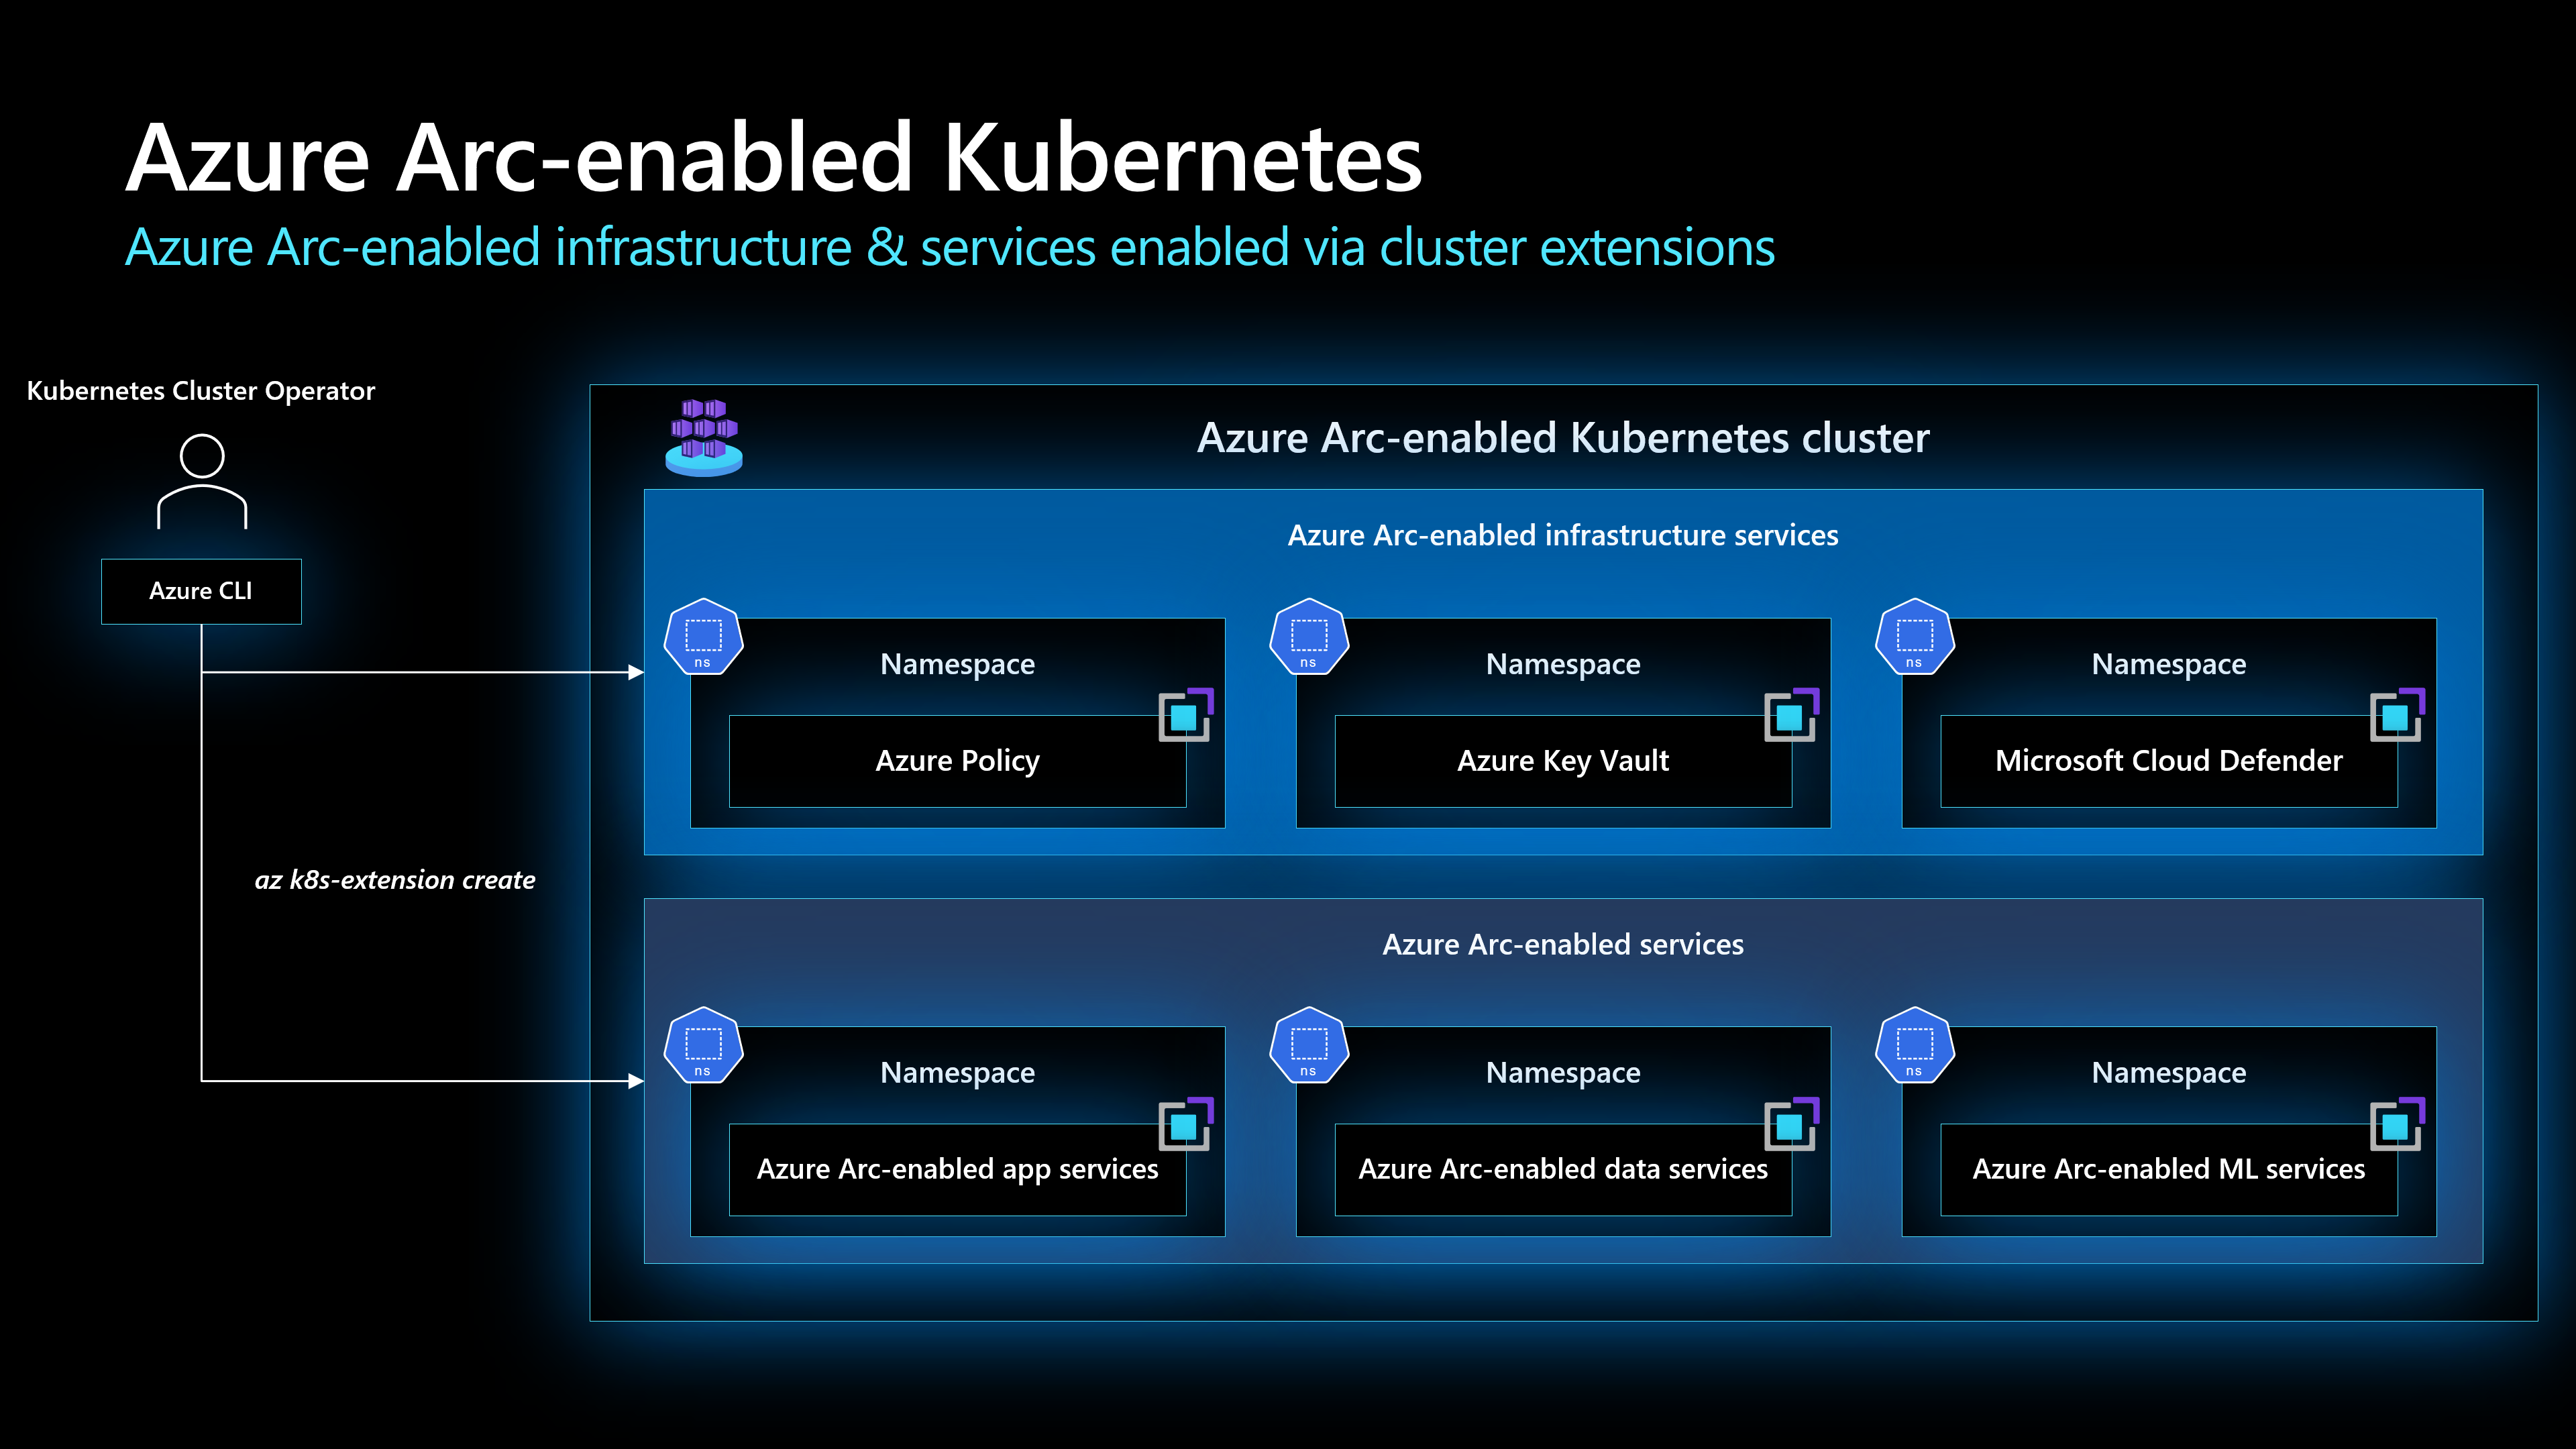 Azure Arc-enabled Kubernetes
Azure Arc-enabled infrastructure & services enabled via cluster extensions
Kubernetes Cluster Operator
Azure CLI
az k8s-extension create
Azure Arc-enabled Kubernetes cluster
Azure Arc-enabled infrastructure services
ns
Namespace
Azure Policy
ns
Namespace
Azure Key Vault
ns
Namespace
Microsoft Cloud Defender
Azure Arc-enabled services
ns
Namespace
Azure Arc-enabled app services
ns
Namespace
Azure Arc-enabled data services
ns
Namespace
Azure Arc-enabled ML services